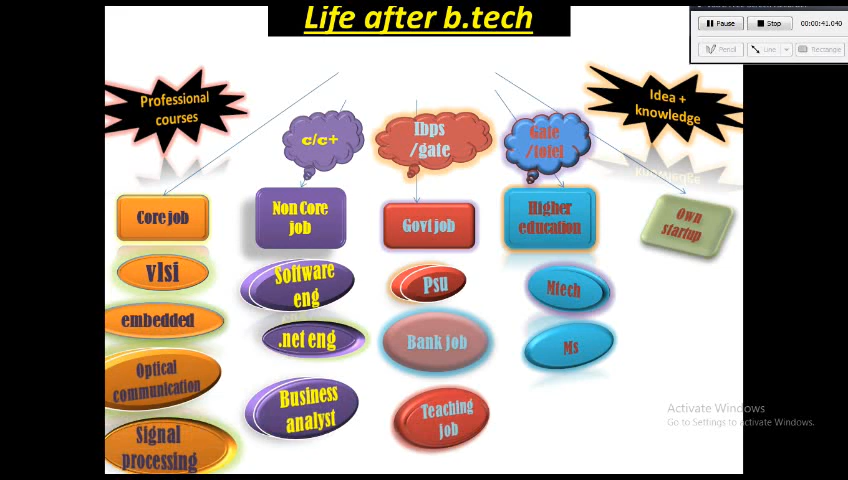 Life after b.tech
Pause
Stop
00:00:41.040
Pencil
Line
Rectangle
Professional
courses
c/c+
Ibps
/gate
Gate
/tofel
Idea +
knowledge
Core job
Non Core
job
Govt job
Higher
education
Own
startup
vlsi
Software
eng
Psu
Mtech
embedded
.net eng
Bank job
Ms
Optical
communication
Business
analyst
Teaching
job
Signal
processing
Activate Windows
Go to Settings to activate Windows.